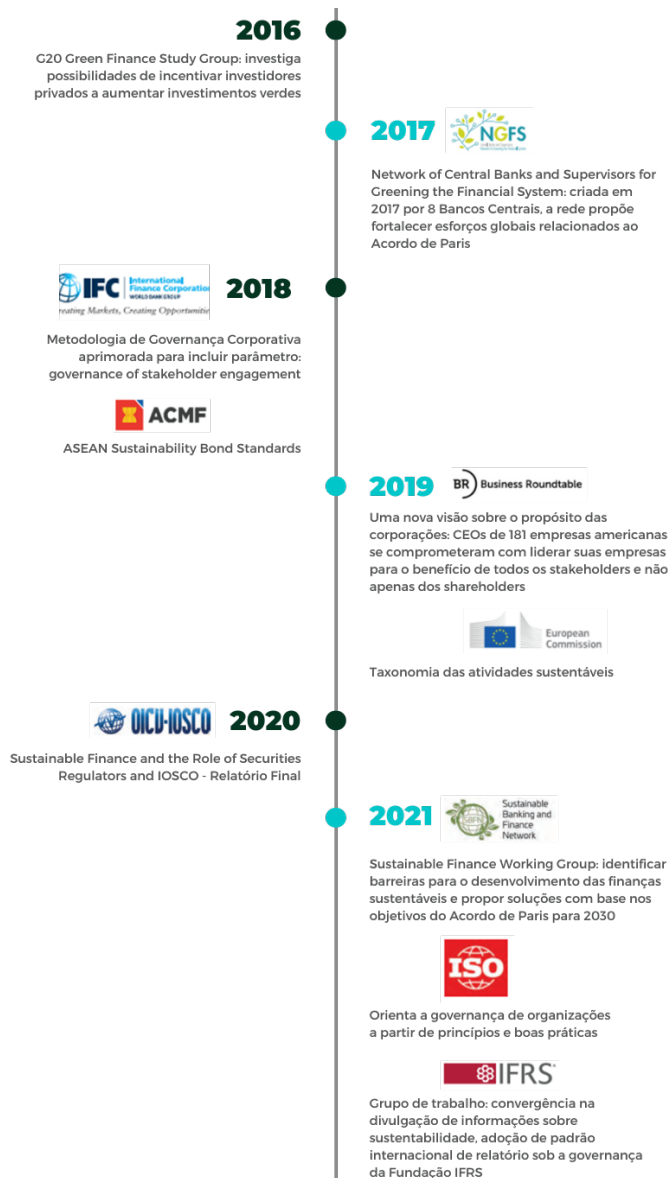 2016
G20 Green Finance Study Group: investiga
possibilidades de incentivar investidores
privados a aumentar investimentos verdes
2017
NGFS
Network of Central Banks and Supervisors for
Greening the Financial System: criada em
2017 por 8 Bancos Centrais, a rede propõe
fortalecer esforços globais relacionados ao
Acordo de Paris
IFC International
Finance Corporation
WORLD BANK GROUP
reating Markets, Creating Opportunitie
2018
Metodologia de Governança Corporativa
aprimorada para incluir parâmetro:
governance of stakeholder engagement
ACMF
ASEAN Sustainability Bond Standards
2019
BR Business Roundtable
Uma nova visão sobre o propósito das
corporações: CEOs de 181 empresas americanas
se comprometeram com liderar suas empresas
para o benefício de todos os stakeholders e não
apenas dos shareholders
European
Commission
Taxonomia das atividades sustentáveis
OICU-IOSCO
2020
Sustainable Finance and the Role of Securities
Regulators and IOSCO - Relatório Final
2021
Sustainable
Banking and
Finance
Network
Sustainable Finance Working Group: identificar
barreiras para o desenvolvimento das finanças
sustentáveis e propor soluções com base nos
objetivos do Acordo de Paris para 2030
ISO
Orienta a governança de organizações
a partir de princípios e boas práticas
IFRS
Grupo de trabalho: convergência na
divulgação de informações sobre
sustentabilidade, adoção de padrão
internacional de relatório sob a governança
da Fundação IFRS